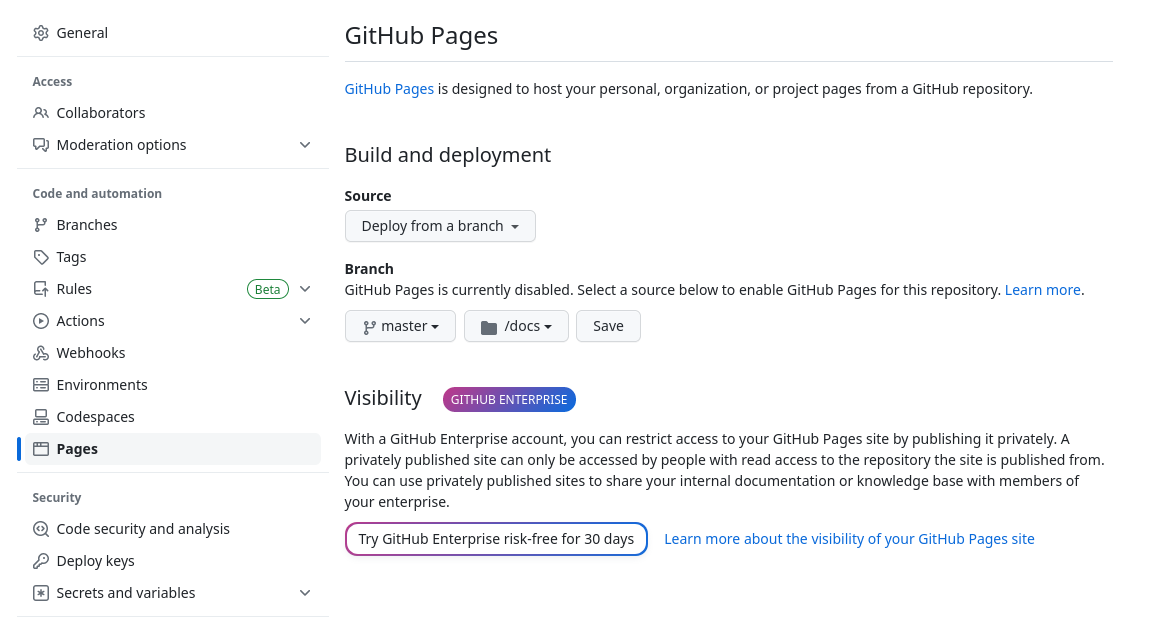 General
Access
Collaborators
Moderation options
Code and automation
Branches
Tags
Rules Beta
Actions
Webhooks
Environments
Codespaces
Pages
Security
Code security and analysis
Deploy keys
Secrets and variables
GitHub Pages
GitHub Pages is designed to host your personal, organization, or project pages from a GitHub repository.
Build and deployment
Source
Deploy from a branch
Branch
GitHub Pages is currently disabled. Select a source below to enable GitHub Pages for this repository. Learn more.
master /docs Save
Visibility GITHUB ENTERPRISE
With a GitHub Enterprise account, you can restrict access to your GitHub Pages site by publishing it privately. A
privately published site can only be accessed by people with read access to the repository the site is published from.
You can use privately published sites to share your internal documentation or knowledge base with members of
your enterprise.
Try GitHub Enterprise risk-free for 30 days Learn more about the visibility of your GitHub Pages site